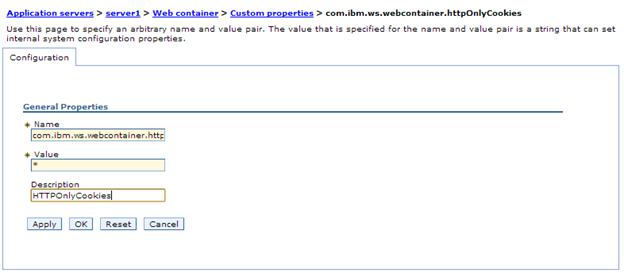 Application servers > server1 > Web container > Custom properties > com.ibm.ws.webcontainer.httpOnlyCookies
Use this page to specify an arbitrary name and value pair. The value that is specified for the name and value pair is a string that can set
internal system configuration properties.
Configuration
General Properties
* Name
com.ibm.ws.webcontainer.http
* Value
*
Description
HTTPOnlyCookies
Apply OK Reset Cancel